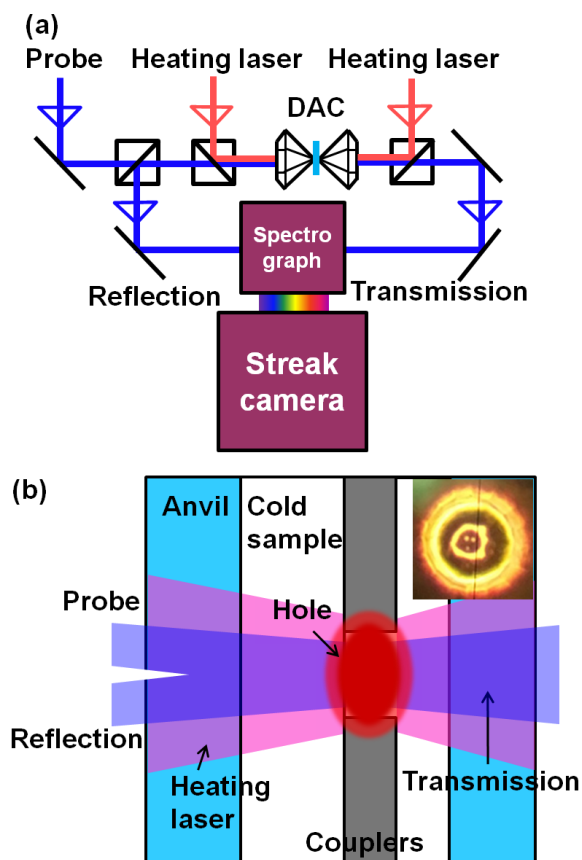 (a)
Probe
Heating laser
Heating laser
DAC
Spectro
graph
Reflection
Transmission
Streak
camera
(b)
Anvil
Cold
sample
Probe
Hole
Reflection
Heating
laser
Transmission
Couplers